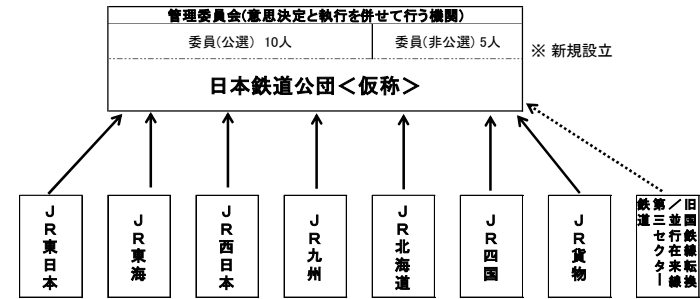 管理委員会(意思決定と執行を併せて行う機関)
委員(公選) 10人
委員(非公選) 5人
※ 新規設立
日本鉄道公団<仮称>
JR東日本
JR東海
JR西日本
JR九州
JR北海道
JR四国
JR貨物
旧国鉄線転換
/並行在来線
第三セクター
鉄道